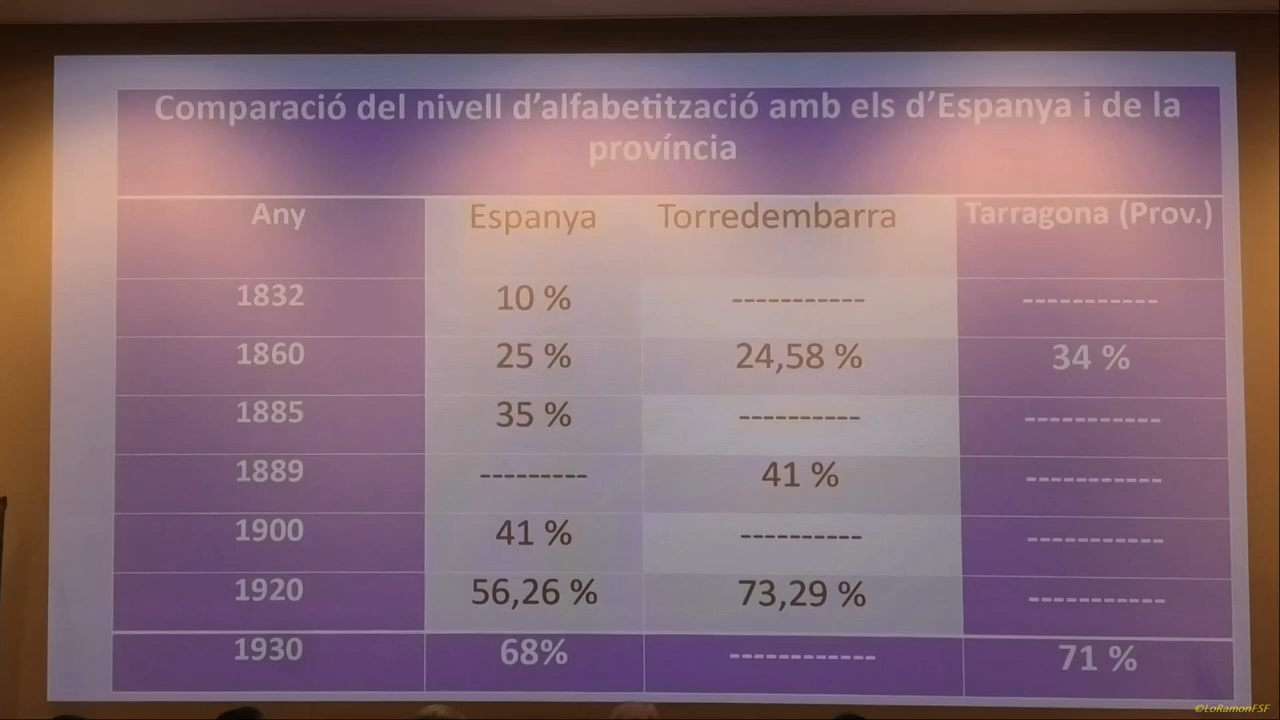 Comparació del nivell d'alfabetització amb els d'Espanya i de la
província
Any Espanya Torredembarra Tarragona (Prov.)
1832 10 % ----------- -----------
1860 25 % 24,58 % 34 %
1885 35 % ---------- -----------
1889 --------- 41 % -----------
1900 41 % ---------- -----------
1920 56,26 % 73,29 % -----------
1930 68% ------------ 71 %
©LoRamonFSF